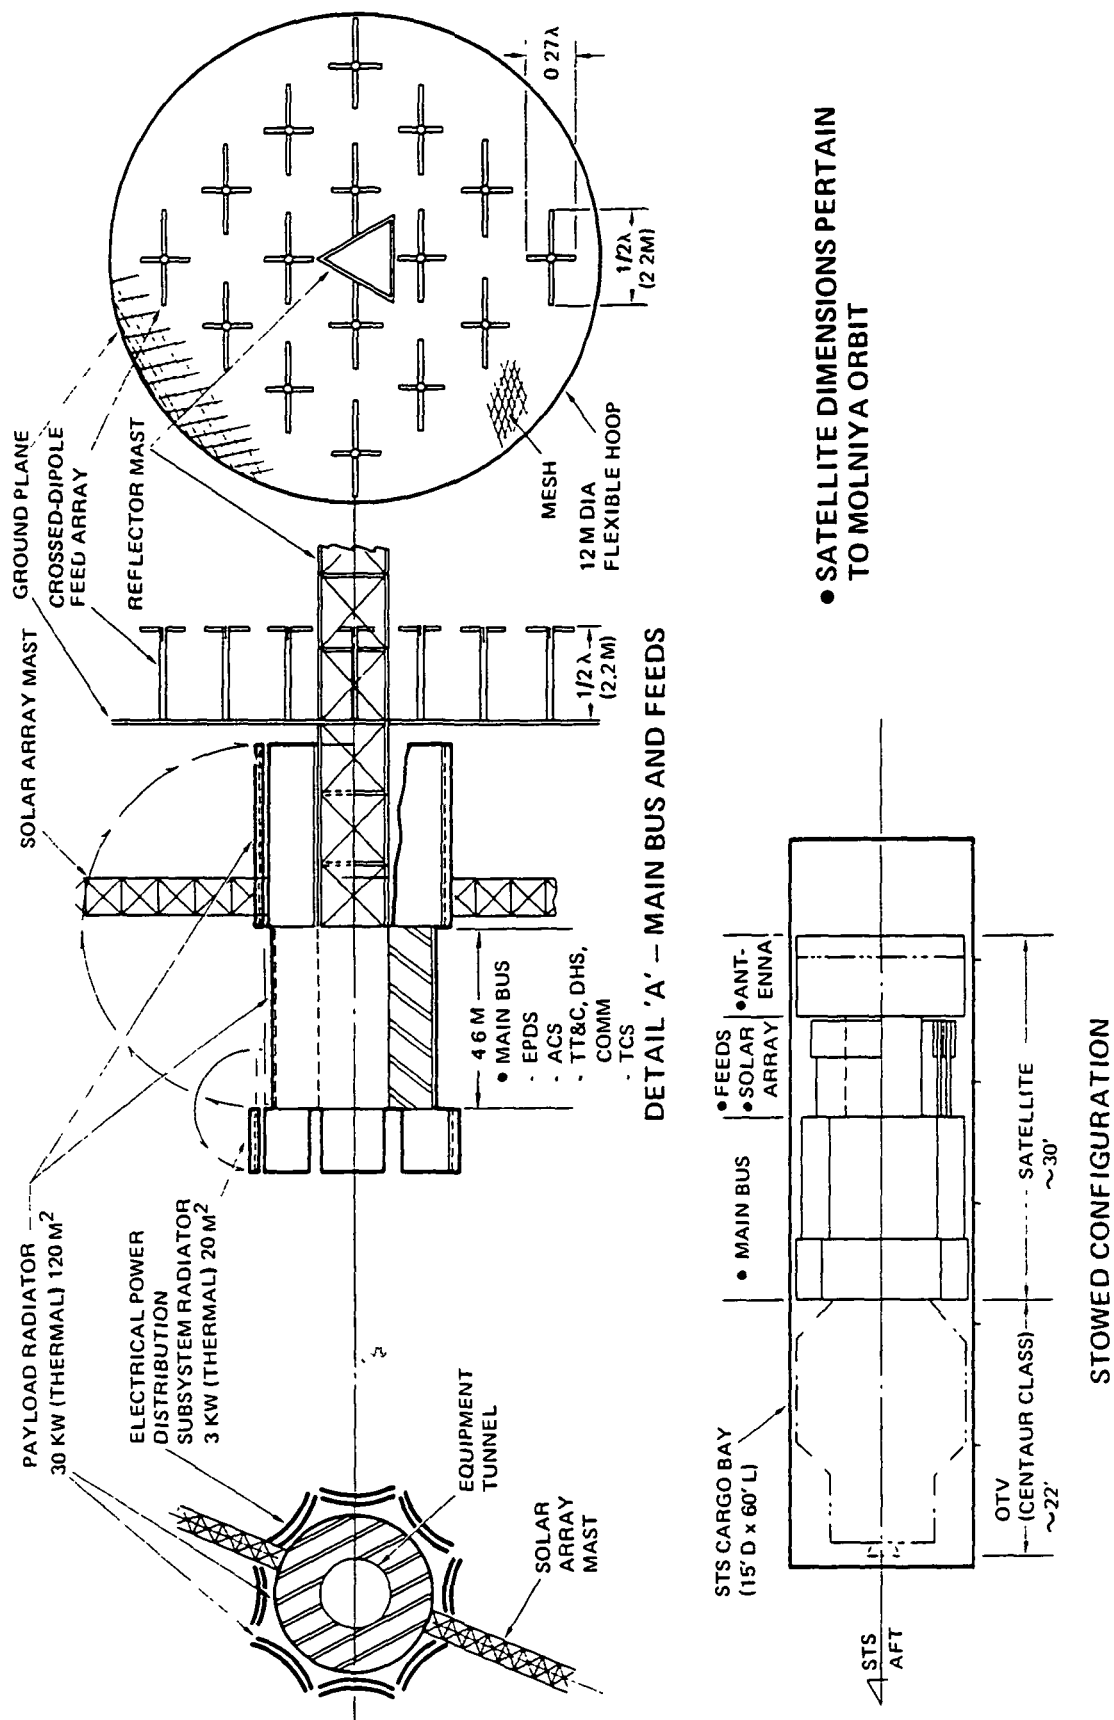 PAYLOAD RADIATOR
30 KW (THERMAL) 120 M²
ELECTRICAL POWER
DISTRIBUTION
SUBSYSTEM RADIATOR
3 KW (THERMAL) 20 M²
EQUIPMENT
TUNNEL
SOLAR
ARRAY
MAST
SOLAR ARRAY MAST
GROUND PLANE
CROSSED-DIPOLE
FEED ARRAY
REFLECTOR MAST
4 6 M
• MAIN BUS
- EPDS
- ACS
- TT&C, DHS,
COMM
- TCS
1/2 λ
(2.2M)
MESH
12 M DIA
FLEXIBLE HOOP
1/2λ
(2 2M)
0 27λ
DETAIL 'A' – MAIN BUS AND FEEDS
• SATELLITE DIMENSIONS PERTAIN
TO MOLNIYA ORBIT
STS CARGO BAY
(15' D x 60' L)
• MAIN BUS
• FEEDS
• SOLAR
ARRAY
• ANT-
ENNA
STS
AFT
OTV
(CENTAUR CLASS)
~22'
SATELLITE
~30'
STOWED CONFIGURATION